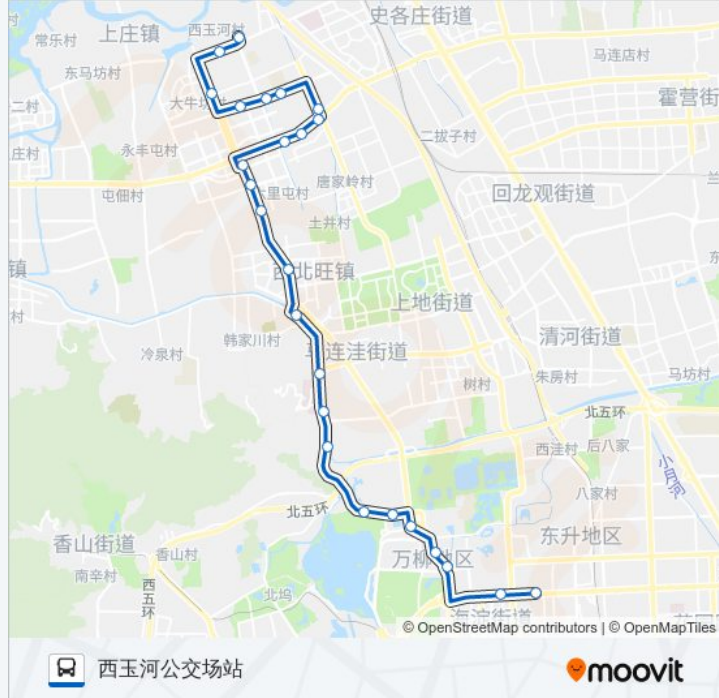 史各庄街道
上庄镇
西玉河村
常乐村
马连店村
东马坊村
霍营街
二村
大牛坊
二拨子村
庄村
永丰屯村
屯佃村
六里屯村
唐家岭村
回龙观街道
土井村
镇
西北旺镇
上地街道
村
韩家川村
清河街道
冷泉村
马连洼街道
树村
朱房村
马坊村
北五环
西洼村
后八家
小月河
八家村
北五环
东升地区
香山街道
香山村
万柳地区
南辛村
西五环
北坞
海淀街道
© OpenStreetMap contributors | © OpenMapTiles
西玉河公交场站
moovit